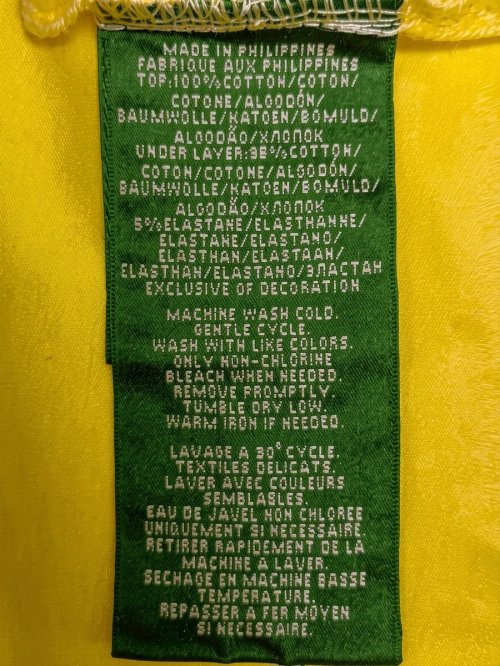 MADE IN PHILIPPINES
FABRIQUE AUX PHILIPPINES
TOP:100%COTTON/COTON/
COTONE/ALGODÓN/
BAUMWOLLE/KATOEN/BOMULD/
ALGODÃO/ХЛОПОК
UNDER LAYER:95%COTTON/
COTON/COTONE/ALGODÓN/
BAUMWOLLE/KATOEN/BOMULD/
ALGODÃO/ХЛОПОК
5%ELASTANE/ELASTHANNE/
ELASTANE/ELASTANO/
ELASTHAN/ELASTAAN/
ELASTHAN/ELASTANO/ЭЛАСТАН
EXCLUSIVE OF DECORATION
MACHINE WASH COLD.
GENTLE CYCLE.
WASH WITH LIKE COLORS.
ONLY NON-CHLORINE
BLEACH WHEN NEEDED.
REMOVE PROMPTLY.
TUMBLE DRY LOW.
WARM IRON IF NEEDED.
LAVAGE A 30° CYCLE.
TEXTILES DELICATS.
LAVER AVEC COULEURS
SEMBLABLES.
EAU DE JAVEL NON CHLOREE
UNIQUEMENT SI NECESSAIRE.
RETIRER RAPIDEMENT DE LA
MACHINE A LAVER.
SECHAGE EN MACHINE BASSE
TEMPERATURE.
REPASSER A FER MOYEN
SI NECESSAIRE.